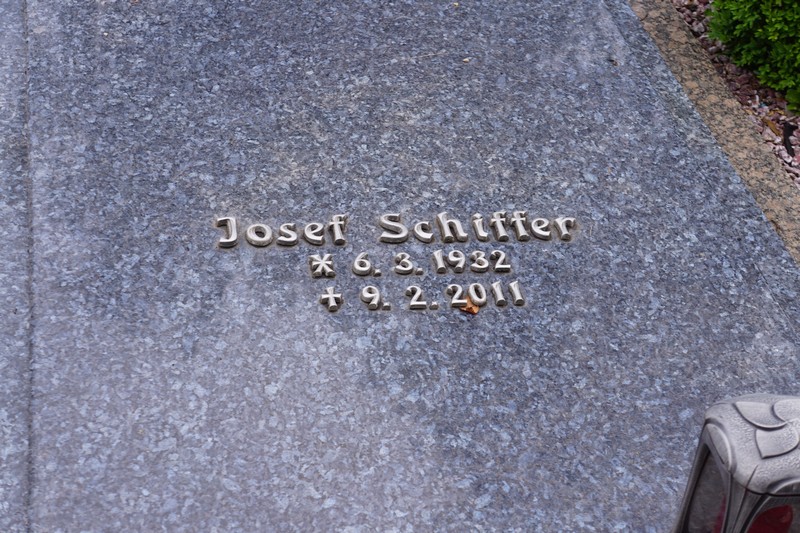 Josef Schiffer
* 6. 3. 1932
✝ 9. 2. 2011